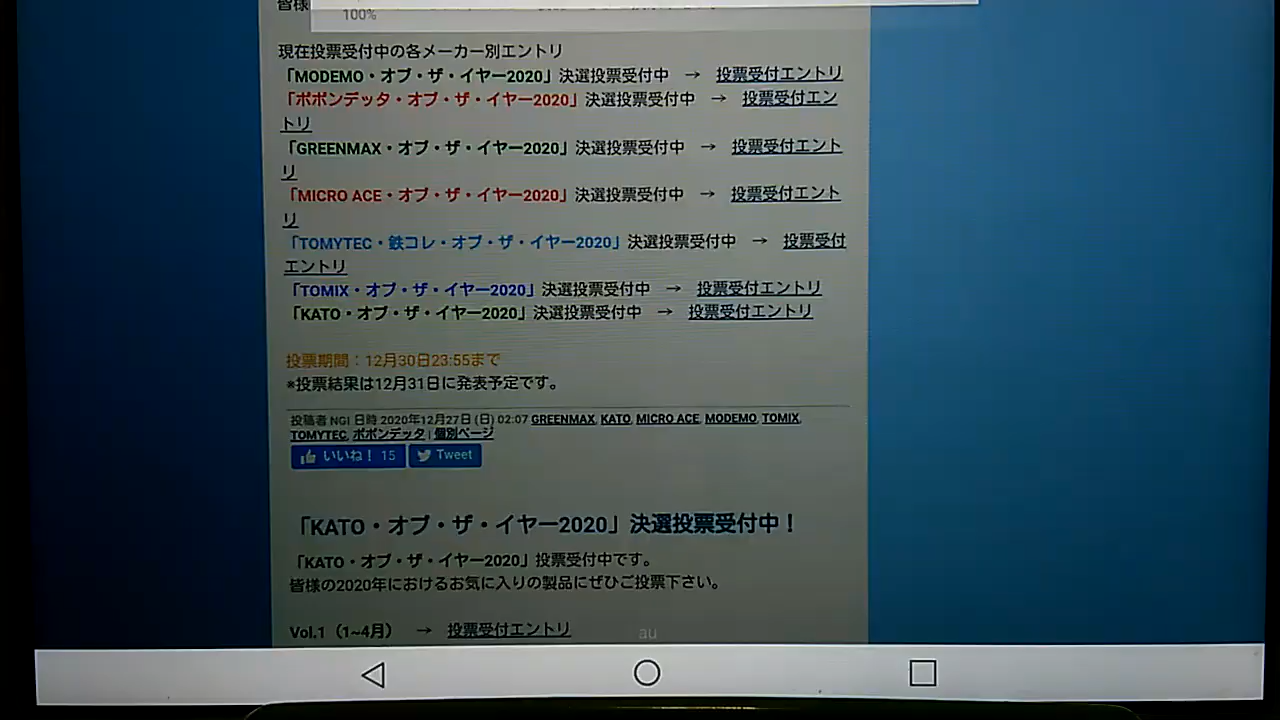 皆様
100%
現在投票受付中の各メーカー別エントリ
「MODEMO・オブ・ザ・イヤー2020」決選投票受付中　→　投票受付エントリ
「ポポンデッタ・オブ・ザ・イヤー2020」決選投票受付中　→　投票受付エン
トリ
「GREENMAX・オブ・ザ・イヤー2020」決選投票受付中　→　投票受付エント
リ
「MICRO ACE・オブ・ザ・イヤー2020」決選投票受付中　→　投票受付エント
リ
「TOMYTEC・鉄コレ・オブ・ザ・イヤー2020」決選投票受付中　→　投票受付
エントリ
「TOMIX・オブ・ザ・イヤー2020」決選投票受付中　→　投票受付エントリ
「KATO・オブ・ザ・イヤー2020」決選投票受付中　→　投票受付エントリ
投票期間：12月30日23:55まで
※投票結果は12月31日に発表予定です。
投稿者 NGI 日時 2020年12月27日 (日) 02:07 GREENMAX, KATO, MICRO ACE, MODEMO, TOMIX,
TOMYTEC, ポポンデッタ | 個別ページ
いいね！ 15 Tweet
「KATO・オブ・ザ・イヤー2020」決選投票受付中！
「KATO・オブ・ザ・イヤー2020」投票受付中です。
皆様の2020年におけるお気に入りの製品にぜひご投票下さい。
Vol.1（1~4月）　→　投票受付エントリ
au